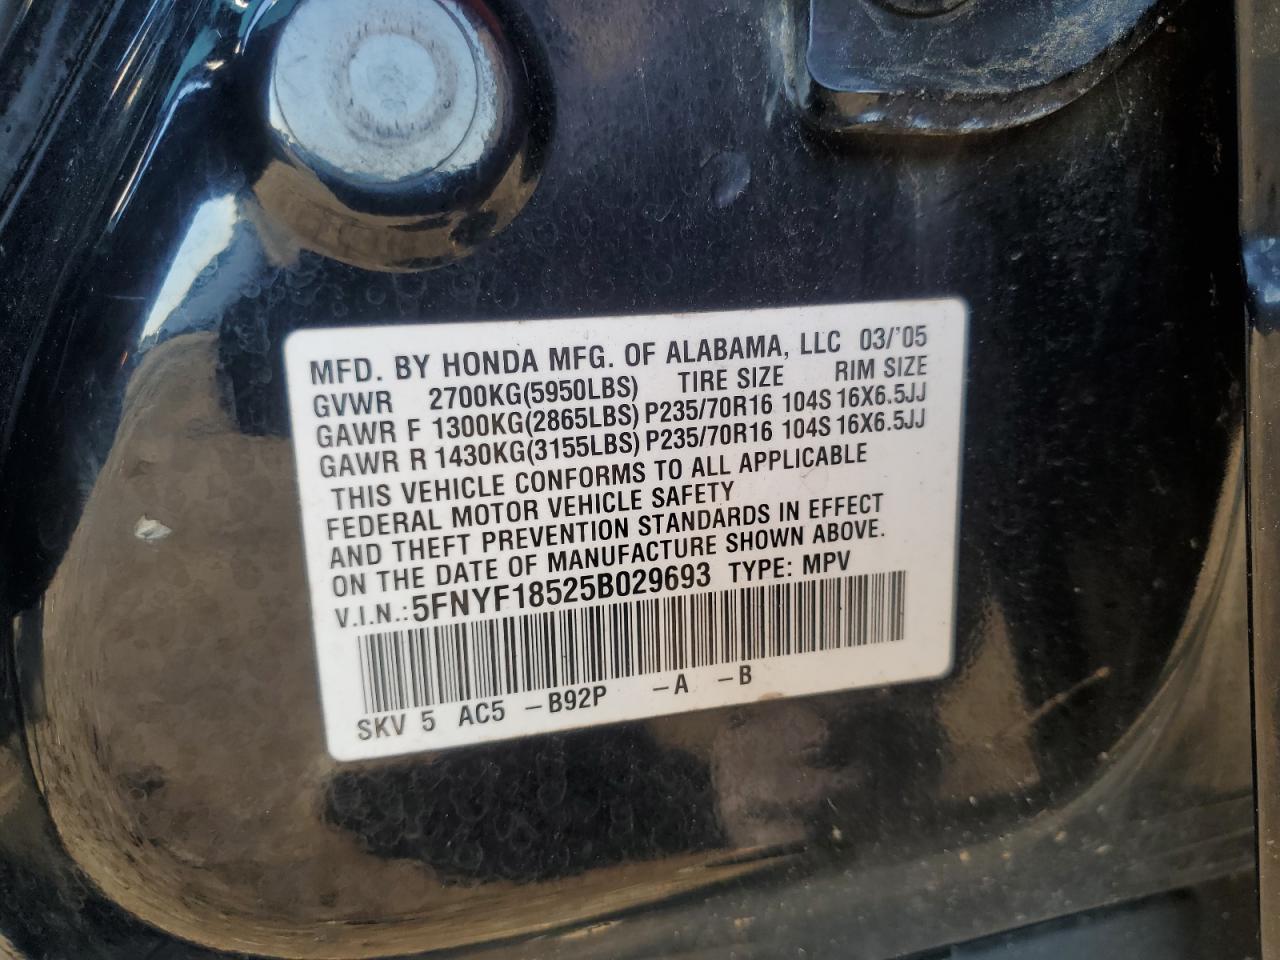 MFD. BY HONDA MFG. OF ALABAMA, LLC 03/'05
GVWR 2700KG(5950LBS) TIRE SIZE RIM SIZE
GAWR F 1300KG(2865LBS) P235/70R16 104S 16X6.5JJ
GAWR R 1430KG(3155LBS) P235/70R16 104S 16X6.5JJ
THIS VEHICLE CONFORMS TO ALL APPLICABLE
FEDERAL MOTOR VEHICLE SAFETY
AND THEFT PREVENTION STANDARDS IN EFFECT
ON THE DATE OF MANUFACTURE SHOWN ABOVE.
V.I.N.: 5FNYF18525B029693 TYPE: MPV
SKV 5 AC5 -B92P -A -B